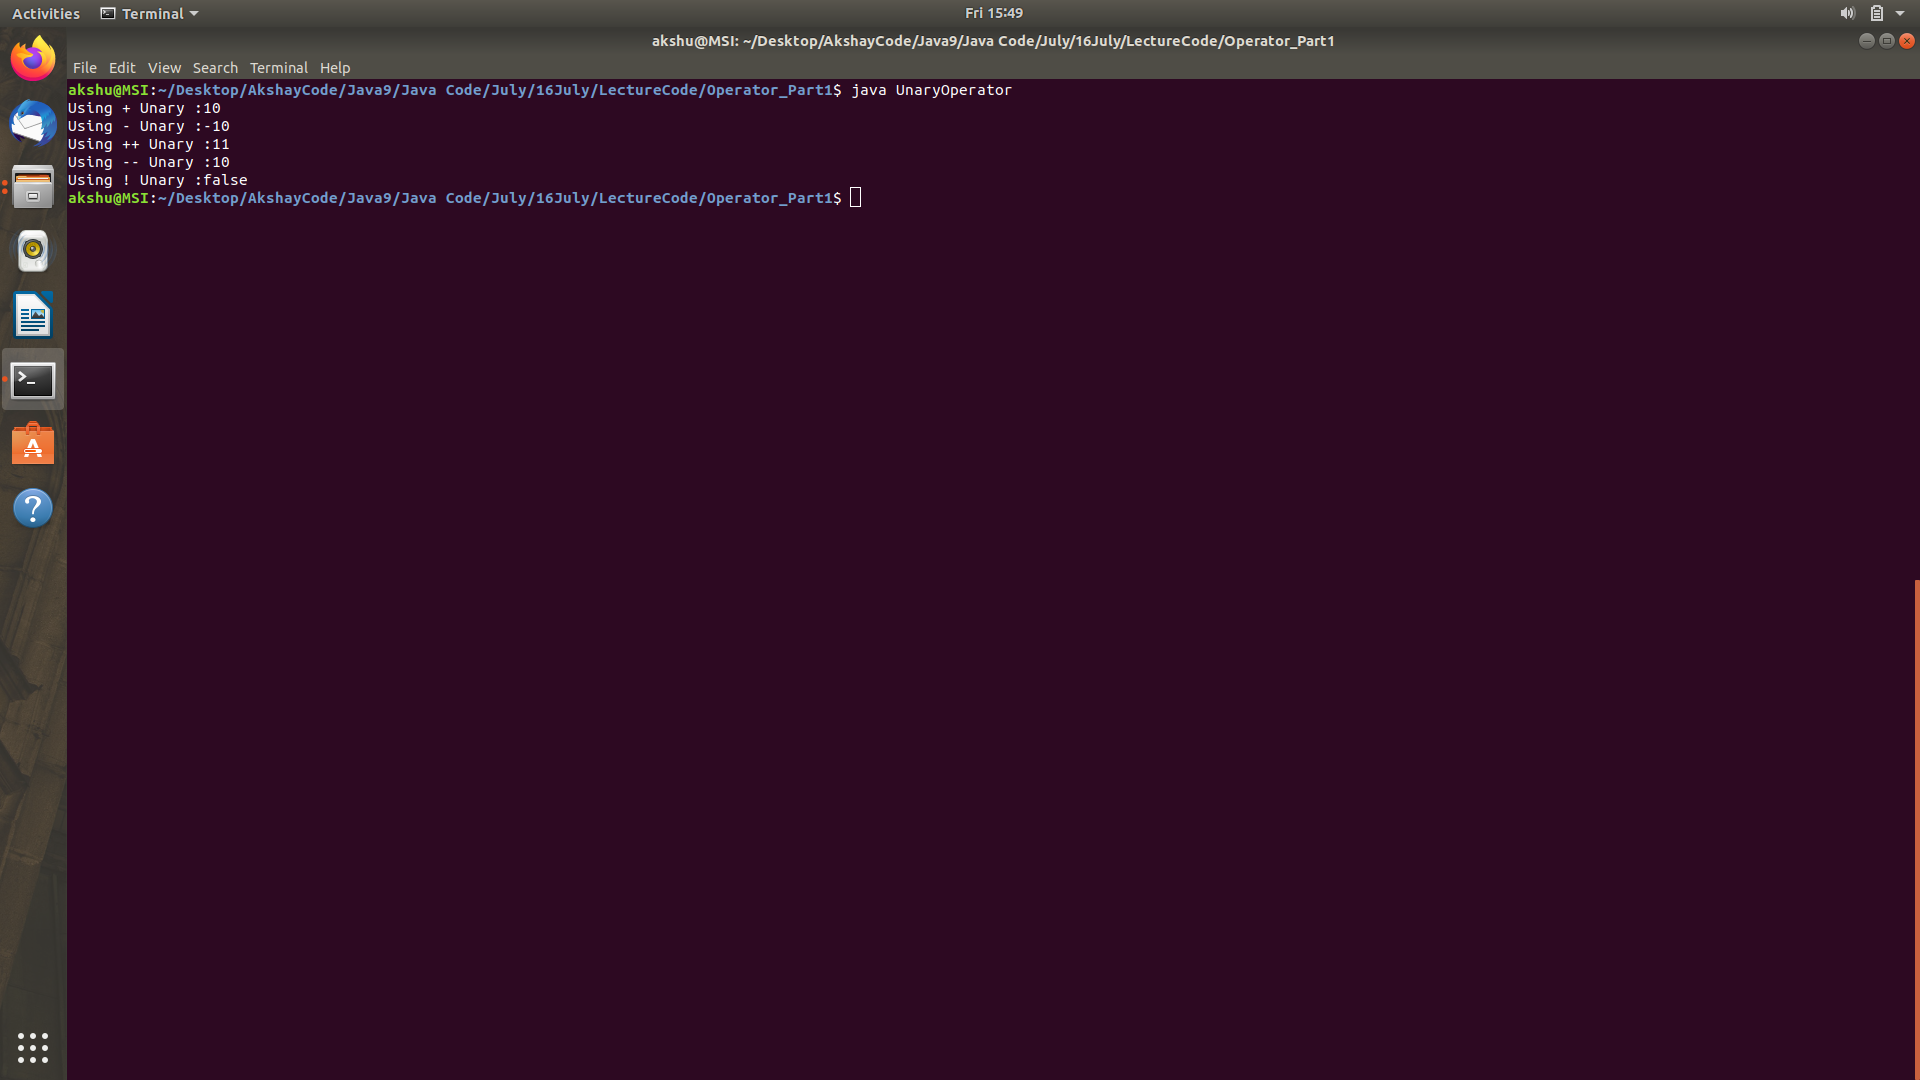 Activities Terminal Fri 15:49
akshu@MSI: ~/Desktop/AkshayCode/Java9/Java Code/July/16July/LectureCode/Operator_Part1
File Edit View Search Terminal Help
akshu@MSI:~/Desktop/AkshayCode/Java9/Java Code/July/16July/LectureCode/Operator_Part1$ java UnaryOperator
Using + Unary :10
Using - Unary :-10
Using ++ Unary :11
Using -- Unary :10
Using ! Unary :false
akshu@MSI:~/Desktop/AkshayCode/Java9/Java Code/July/16July/LectureCode/Operator_Part1$